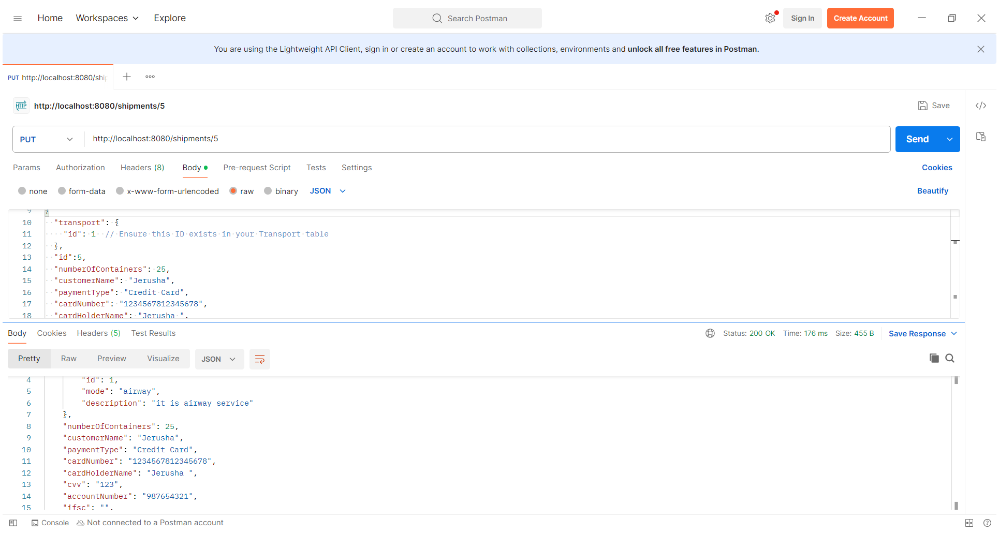 Home Workspaces Explore Search Postman Sign In Create Account
You are using the Lightweight API Client, sign in or create an account to work with collections, environments and unlock all free features in Postman.
PUT http://localhost:8080/shi
HTTP http://localhost:8080/shipments/5 Save </>
PUT http://localhost:8080/shipments/5 Send
Params Authorization Headers (8) Body Pre-request Script Tests Settings Cookies
none form-data x-www-form-urlencoded raw binary JSON Beautify
9 {
10 "transport": {
11 "id": 1 // Ensure this ID exists in your Transport table
12 },
13 "id":5,
14 "numberOfContainers": 25,
15 "customerName": "Jerusha",
16 "paymentType": "Credit Card",
17 "cardNumber": "1234567812345678",
18 "cardHolderName": "Jerusha ",
Body Cookies Headers (5) Test Results Status: 200 OK Time: 176 ms Size: 455 B Save Response
Pretty Raw Preview Visualize JSON
4 "id": 1,
5 "mode": "airway",
6 "description": "it is airway service"
7 },
8 "numberOfContainers": 25,
9 "customerName": "Jerusha",
10 "paymentType": "Credit Card",
11 "cardNumber": "1234567812345678",
12 "cardHolderName": "Jerusha ",
13 "cvv": "123",
14 "accountNumber": "987654321",
15 "ifsc": "",
Console Not connected to a Postman account